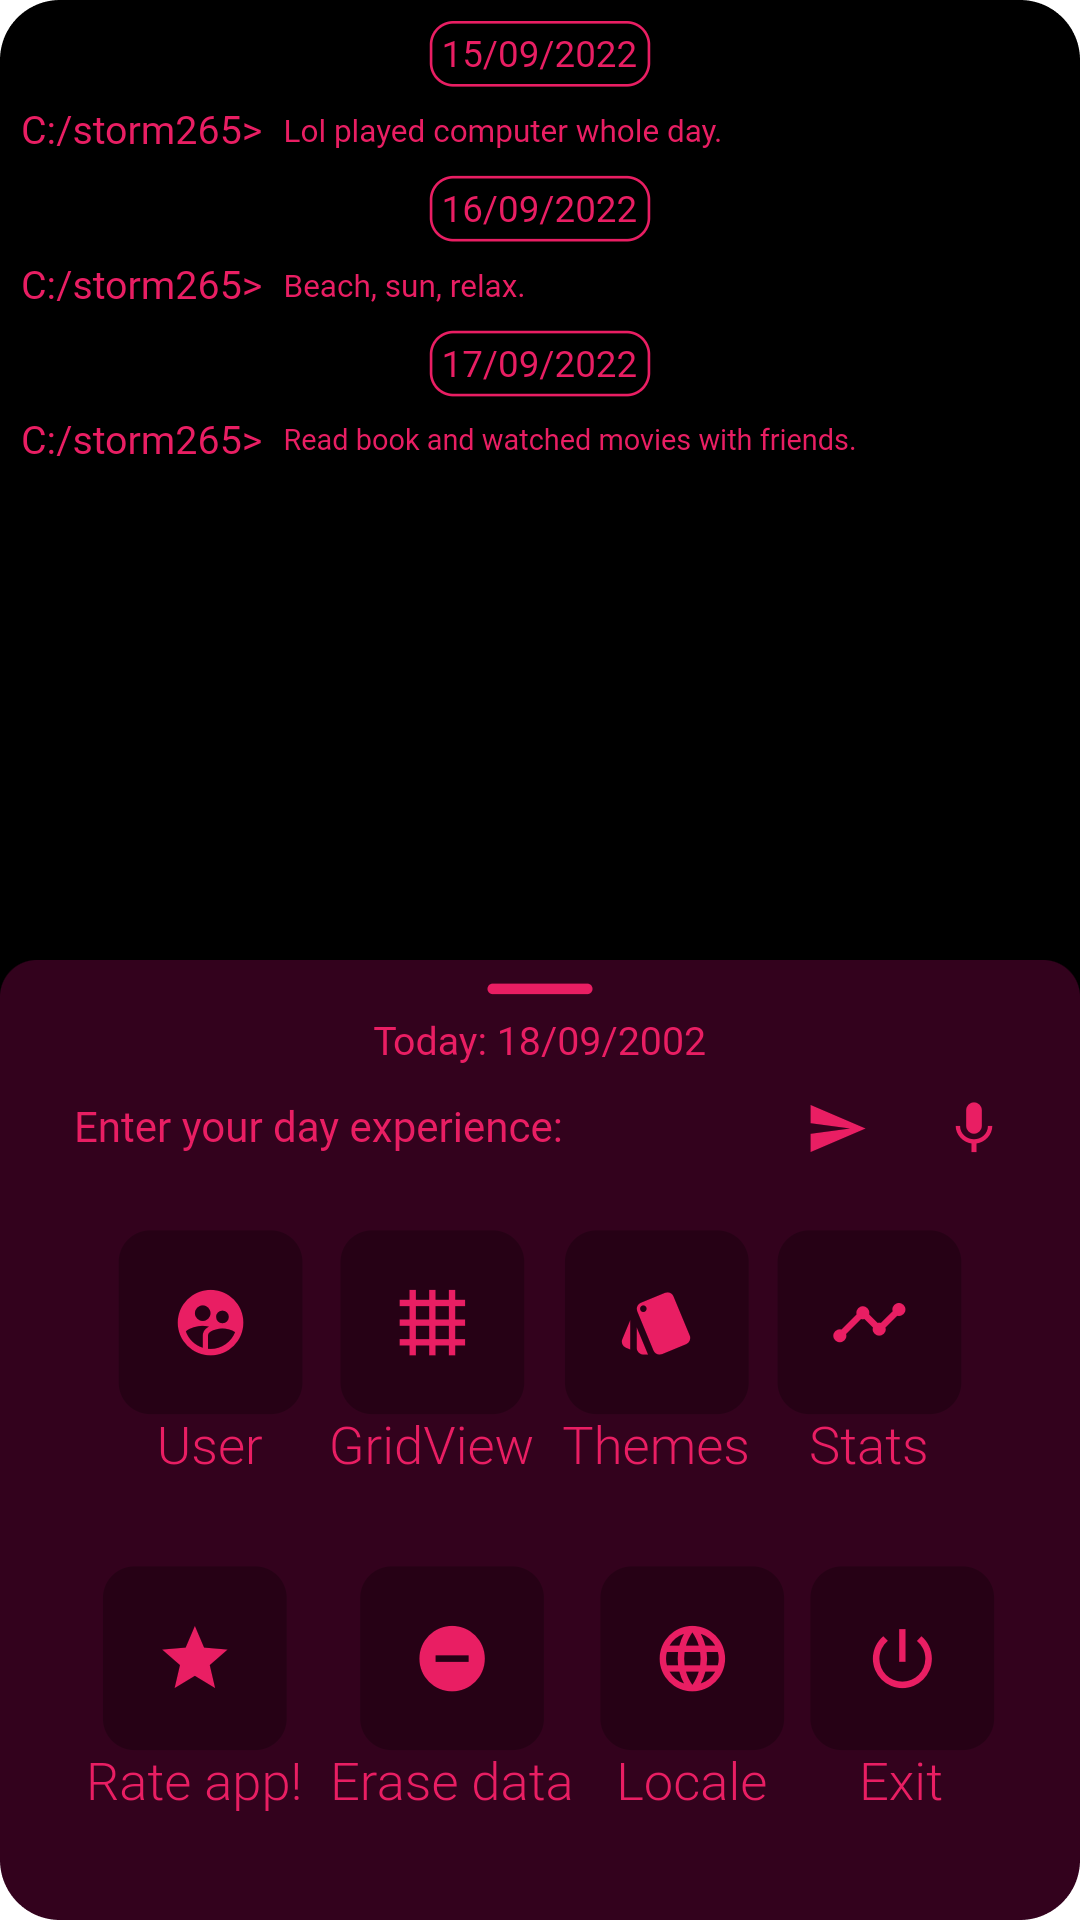 15/09/2022
C:/storm265> Lol played computer whole day.
16/09/2022
C:/storm265> Beach, sun, relax.
17/09/2022
C:/storm265> Read book and watched movies with friends.
Today: 18/09/2002
Enter your day experience:
User GridView Themes Stats
Rate app! Erase data Locale Exit